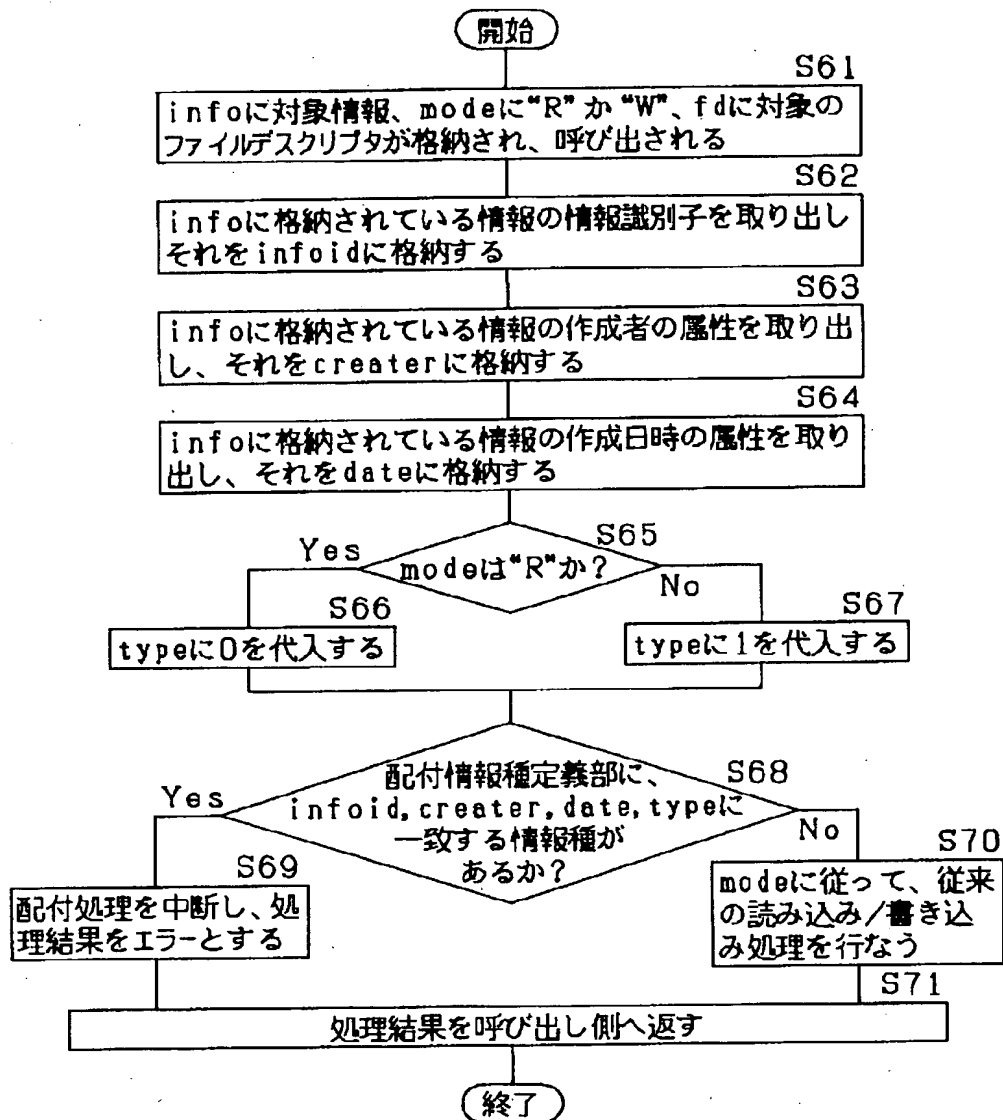 開始
S61
infoに対象情報、modeに“R”か“W”、fdに対象の
ファイルデスクリプタが格納され、呼び出される
S62
infoに格納されている情報の情報識別子を取り出し
それをinfoidに格納する
S63
infoに格納されている情報の作成者の属性を取り出
し、それをcreaterに格納する
S64
infoに格納されている情報の作成日時の属性を取り
出し、それをdateに格納する
S65
Yes
modeは“R”か？
No
S66
typeに0を代入する
S67
typeに1を代入する
配付情報種定義部に、
S68
Yes
infoid,creater,date,typeに
一致する情報種が
No
あるか？
S69
配付処理を中断し、処
理結果をエラーとする
S70
modeに従って、従来
の読み込み/書き込
み処理を行なう
S71
処理結果を呼び出し側へ返す
終了